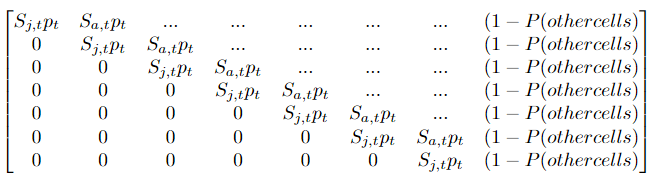 S_{j,t}p_t S_{a,t}p_t ... ... ... ... ... (1 − P(othercells)
0 S_{j,t}p_t S_{a,t}p_t ... ... ... ... (1 − P(othercells)
0 0 S_{j,t}p_t S_{a,t}p_t ... ... ... (1 − P(othercells)
0 0 0 S_{j,t}p_t S_{a,t}p_t ... ... (1 − P(othercells)
0 0 0 0 S_{j,t}p_t S_{a,t}p_t ... (1 − P(othercells)
0 0 0 0 0 S_{j,t}p_t S_{a,t}p_t (1 − P(othercells)
0 0 0 0 0 0 S_{j,t}p_t (1 − P(othercells)